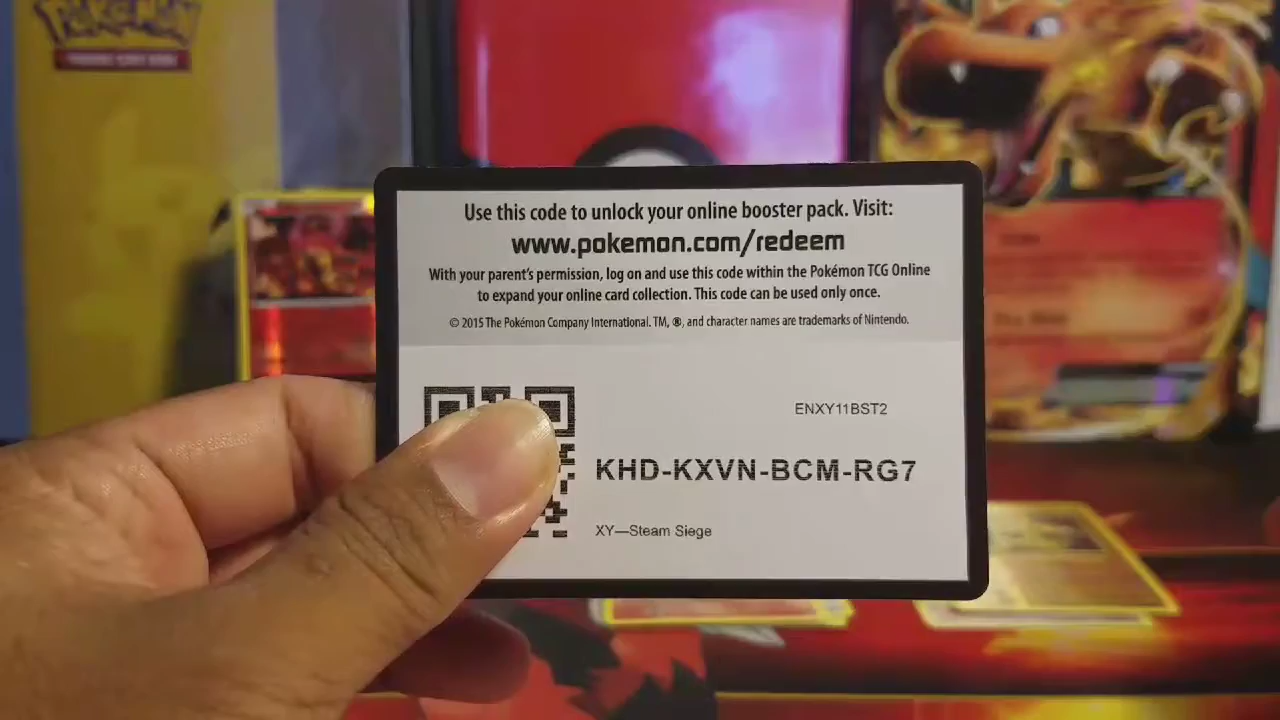 Pokémon
Use this code to unlock your online booster pack. Visit:
www.pokemon.com/redeem
With your parent's permission, log on and use this code within the Pokémon TCG Online
to expand your online card collection. This code can be used only once.
© 2015 The Pokémon Company International. TM, ®, and character names are trademarks of Nintendo.
ENXY11BST2
KHD-KXVN-BCM-RG7
XY—Steam Siege